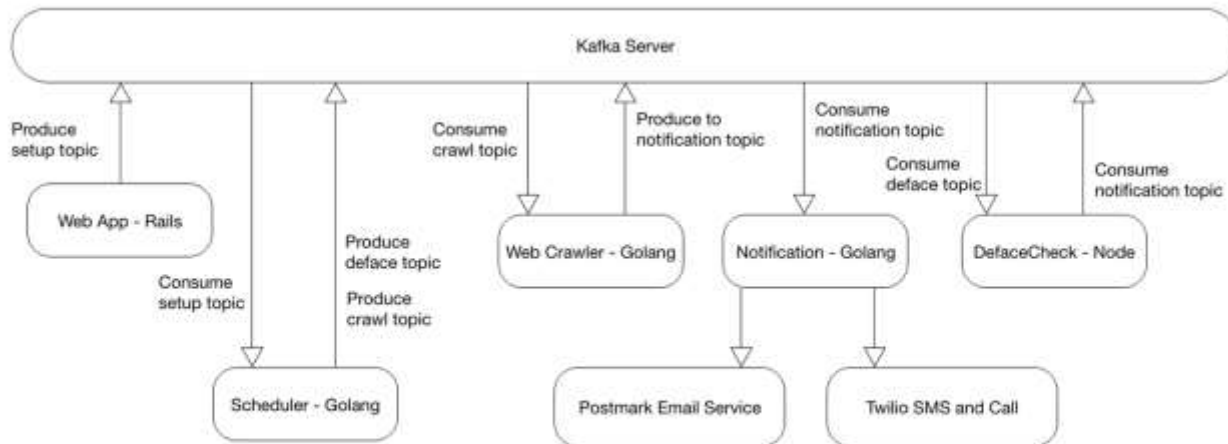 Kafka Server
Produce
setup topic
Consume
crawl topic
Produce to
notification topic
Consume
notification topic
Consume
deface topic
Consume
notification topic
Web App - Rails
Web Crawler - Golang
Notification - Golang
DefaceCheck - Node
Consume
setup topic
Produce
deface topic
Produce
crawl topic
Scheduler - Golang
Postmark Email Service
Twilio SMS and Call